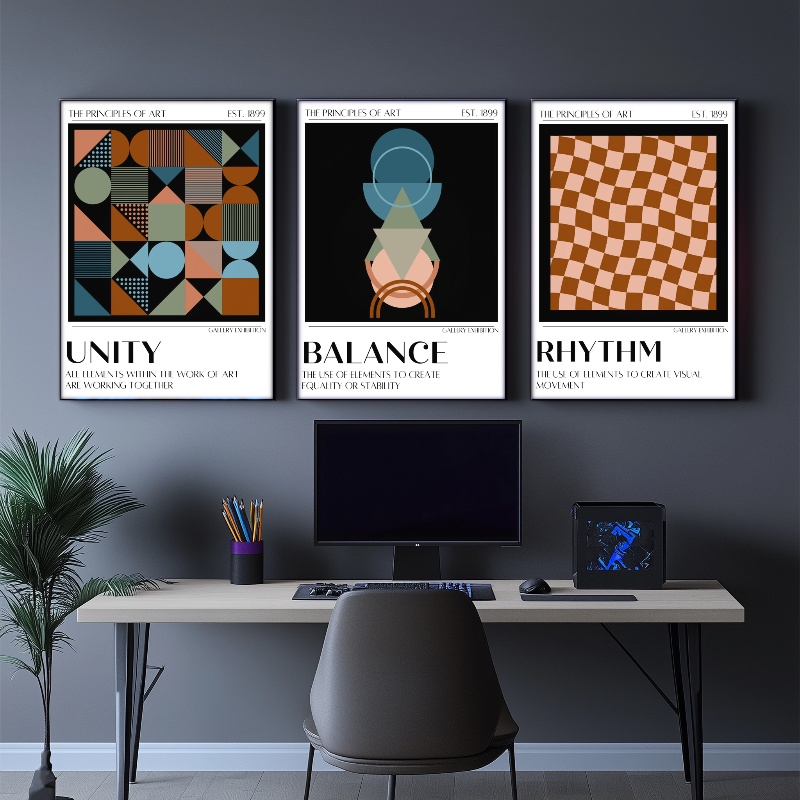 THE PRINCIPLES OF ART EST. 1899
GALLERY EXHIBITION
UNITY
ALL ELEMENTS WITHIN THE WORK OF ART
ARE WORKING TOGETHER
THE PRINCIPLES OF ART EST. 1899
GALLERY EXHIBITION
BALANCE
THE USE OF ELEMENTS TO CREATE
EQUALITY OR STABILITY
THE PRINCIPLES OF ART EST. 1899
GALLERY EXHIBITION
RHYTHM
THE USE OF ELEMENTS TO CREATE VISUAL
MOVEMENT